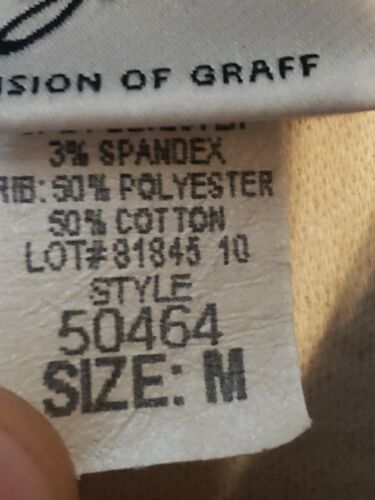 ISION OF GRAFF
3% SPANDEX
RIB: 50% POLYESTER
50% COTTON
LOT# 81845 10
STYLE
50464
SIZE: M